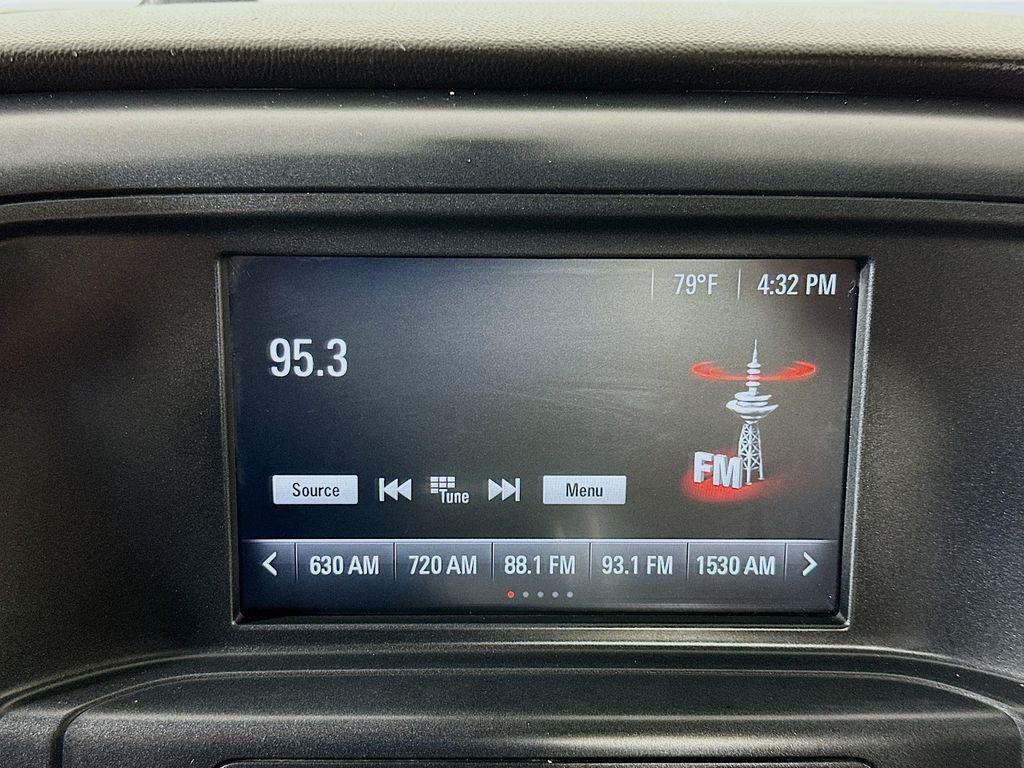 79°F 4:32 PM
95.3
FM
Source Tune Menu
630 AM 720 AM 88.1 FM 93.1 FM 1530 AM